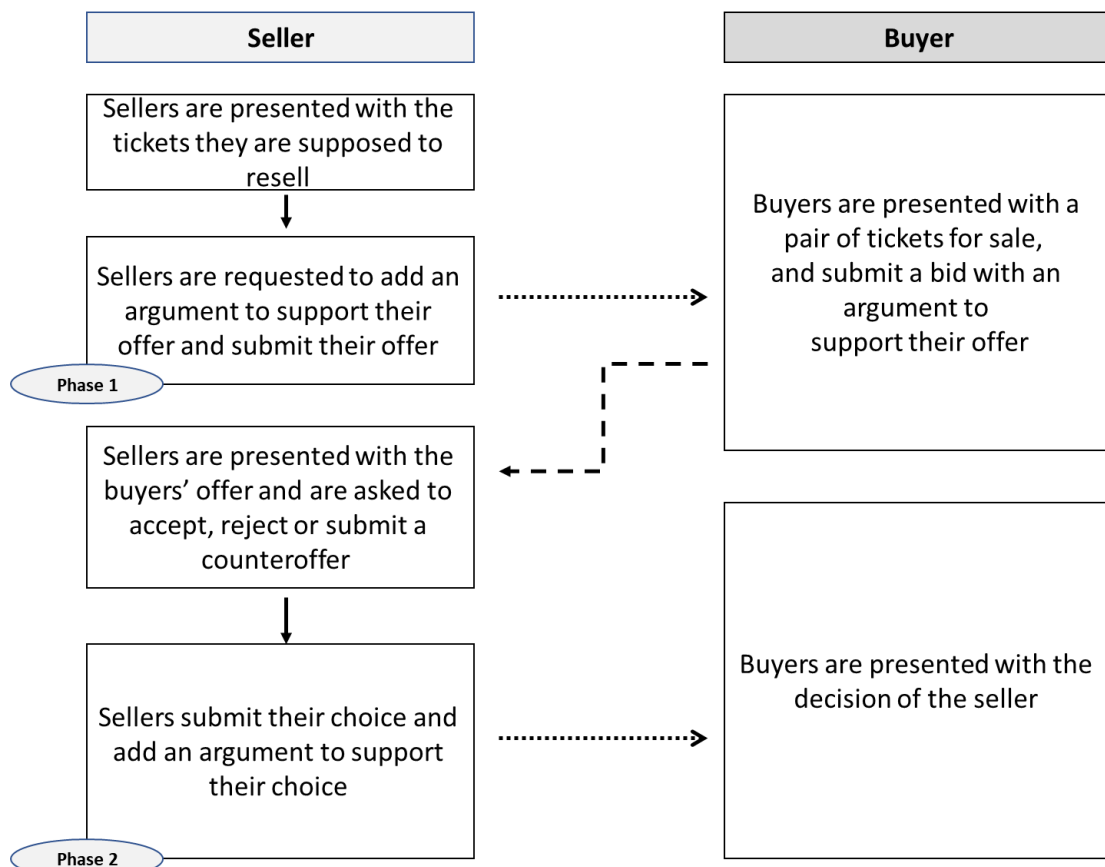 Seller
Buyer
Sellers are presented with the
tickets they are supposed to
resell
Sellers are requested to add an
argument to support their
offer and submit their offer
Phase 1
Buyers are presented with a
pair of tickets for sale,
and submit a bid with an
argument to
support their offer
Sellers are presented with the
buyers’ offer and are asked to
accept, reject or submit a
counteroffer
Sellers submit their choice and
add an argument to support
their choice
Phase 2
Buyers are presented with the
decision of the seller